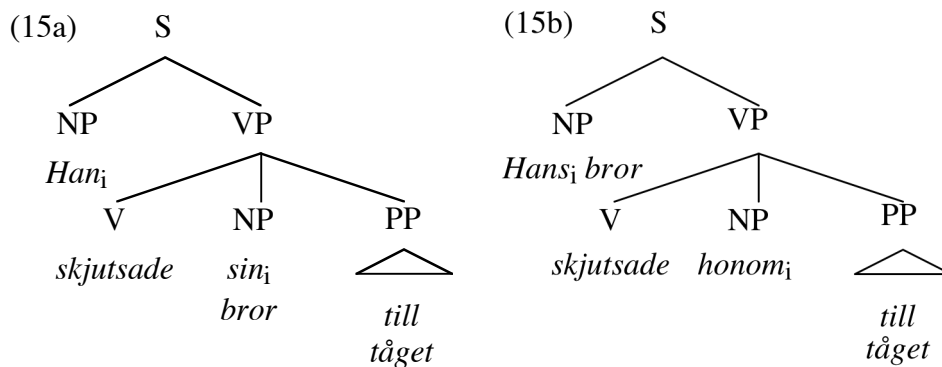 (15a) S
NP VP
Hanᵢ
V NP PP
skjutsade sinᵢ
bror
till
tåget
(15b) S
NP VP
Hansᵢ bror
V NP PP
skjutsade honomᵢ
till
tåget